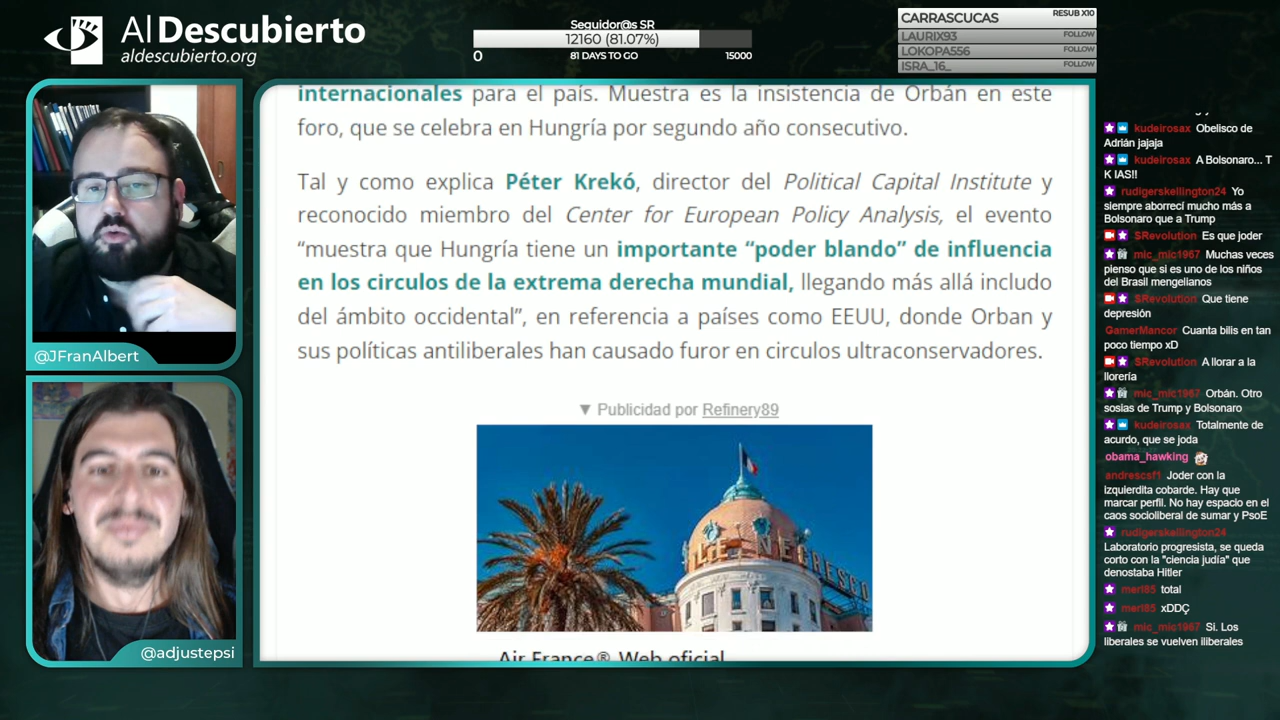 Al Descubierto
aldescubierto.org
Seguidor@s SR
12160 (81.07%)
0
81 DAYS TO GO
15000
CARRASCUCAS
RESUB X10
LAURIX93
FOLLOW
LOKOPA556
FOLLOW
ISRA_16_
FOLLOW
@JFranAlbert
@adjustepsi
internacionales para el país. Muestra es la insistencia de Orbán en este
foro, que se celebra en Hungría por segundo año consecutivo.
Tal y como explica Péter Krekó, director del Political Capital Institute y
reconocido miembro del Center for European Policy Analysis, el evento
“muestra que Hungría tiene un importante “poder blando” de influencia
en los circulos de la extrema derecha mundial, llegando más allá includo
del ámbito occidental”, en referencia a países como EEUU, donde Orban y
sus políticas antiliberales han causado furor en circulos ultraconservadores.
▼ Publicidad por Refinery89
LE NEGRESCO
Air France® Web oficial
kudeirosax Obelisco de
Adrián jajaja
kudeirosax A Bolsonaro... T
K IAS!!
rudigerskellington24 Yo
siempre aborrecí mucho más a
Bolsonaro que a Trump
SRevolution Es que joder
mic_mic1967 Muchas veces
pienso que si es uno de los niños
del Brasil mengelianos
SRevolution Que tiene
depresión
GamerMancor Cuanta bilis en tan
poco tiempo xD
SRevolution A llorar a la
llorería
mic_mic1967 Orbán. Otro
sosias de Trump y Bolsonaro
kudeirosax Totalmente de
acurdo, que se joda
obama_hawking
andrescsf1 Joder con la
izquierdita cobarde. Hay que
marcar perfil. No hay espacio en el
caos socioliberal de sumar y PsoE
rudigerskellington24
Laboratorio progresista, se queda
corto con la "ciencia judía" que
denostaba Hitler
merl85 total
merl85 xDDÇ
mic_mic1967 Si. Los
liberales se vuelven iliberales